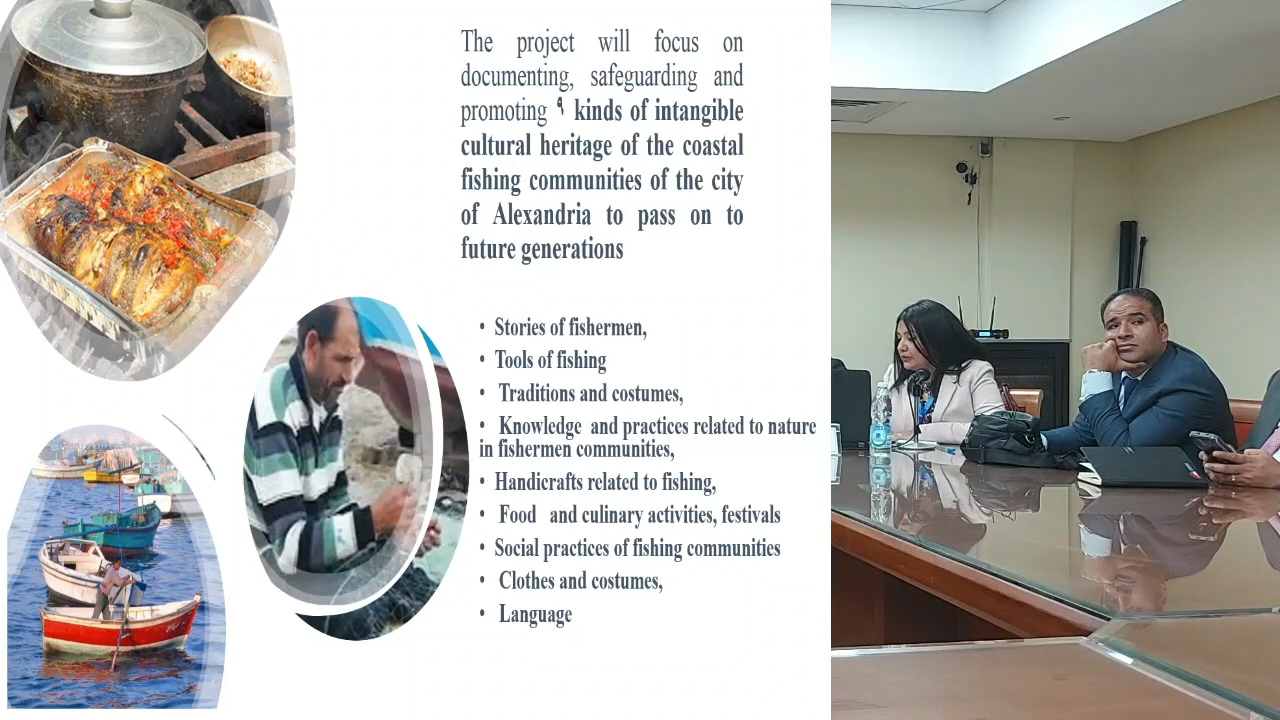 The project will focus on
documenting, safeguarding and
promoting ٩ kinds of intangible
cultural heritage of the coastal
fishing communities of the city
of Alexandria to pass on to
future generations
• Stories of fishermen,
• Tools of fishing
• Traditions and costumes,
• Knowledge and practices related to nature
in fishermen communities,
• Handicrafts related to fishing,
• Food and culinary activities, festivals
• Social practices of fishing communities
• Clothes and costumes,
• Language